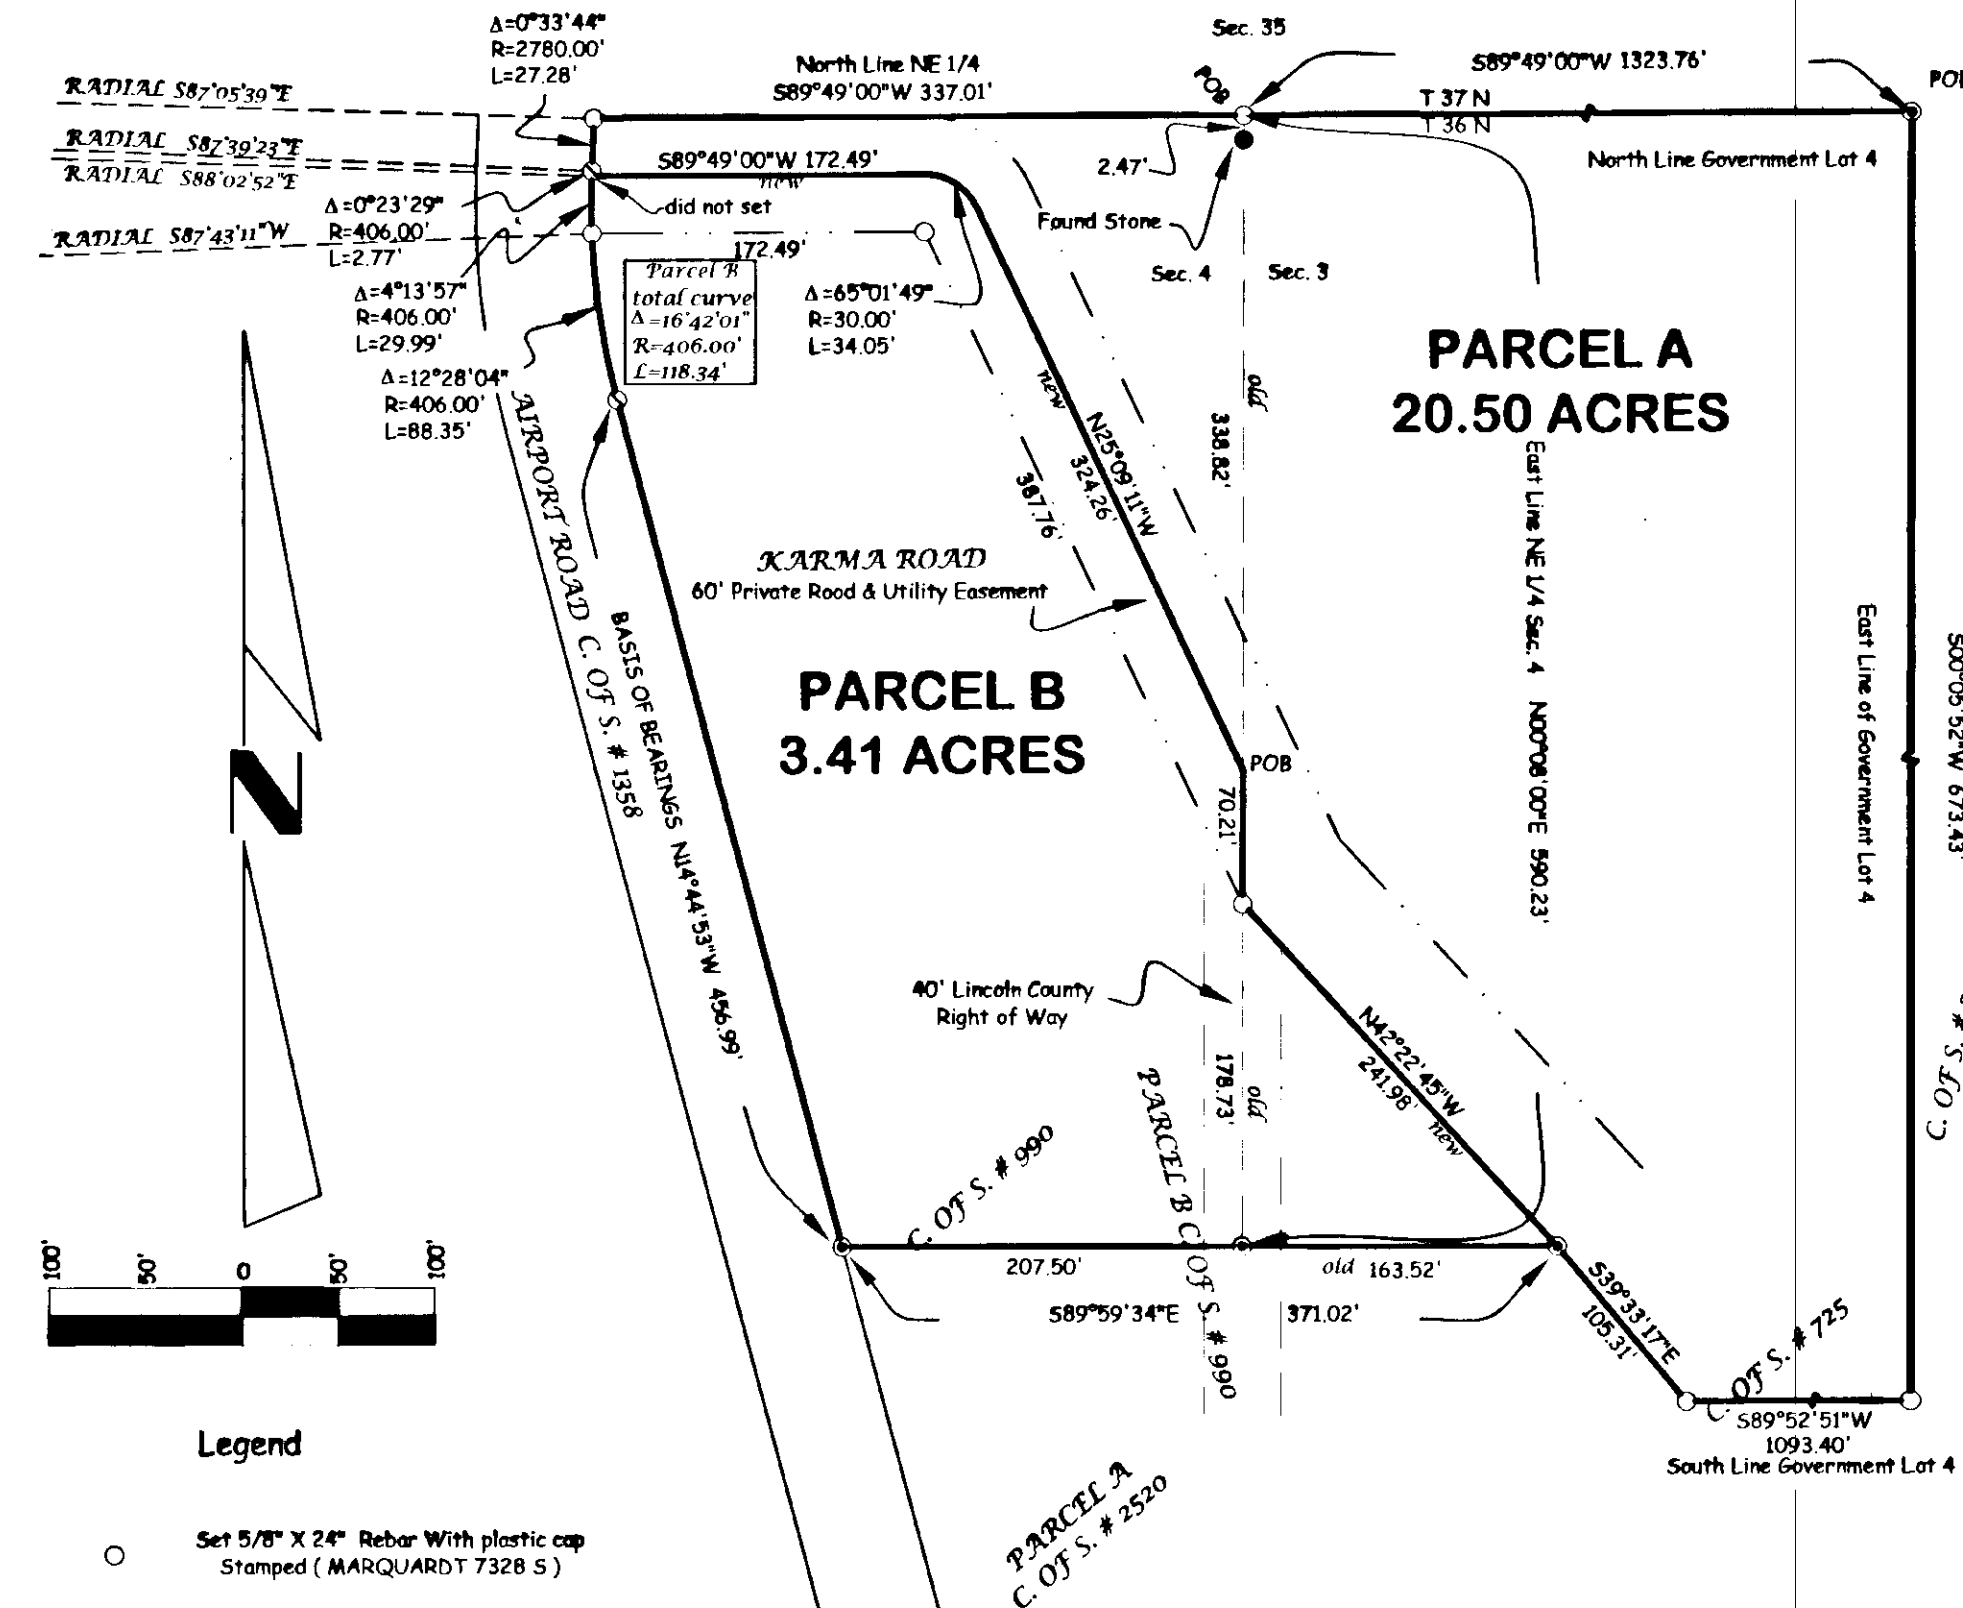 Δ=0°33'44"
R=2780.00'
L=27.28'
Sec. 35
North Line NE 1/4
S89°49'00"W 337.01'
POB
S89°49'00"W 1323.76'
T 37 N
T 36 N
North Line Government Lot 4
RADIAL S87°05'39"E
RADIAL S87°39'23"E
RADIAL S88°02'52"E
RADIAL S87°43'11"W
S89°49'00"W 172.49'
new
did not set
172.49'
2.47'
Found Stone
Sec. 4
Sec. 3
Δ=0°23'29"
R=406.00'
L=2.77'
Δ=4°13'57"
R=406.00'
L=29.99'
Δ=12°28'04"
R=406.00'
L=88.35'
Parcel B
total curve
Δ=16°42'01"
R=406.00'
L=118.34'
Δ=65°01'49"
R=30.00'
L=34.05'
PARCEL A
20.50 ACRES
old
338.82'
new
N25°09'11"W
324.26'
387.76'
East Line NE 1/4 Sec. 4 N00°08'00"E 590.23'
East Line of Government Lot 4
S00°05'52"W 673.43'
C. OF S. #
KARMA ROAD
60' Private Road & Utility Easement
AIRPORT ROAD C. OF S. # 1358
BASIS OF BEARINGS N14°44'53"W 456.99'
PARCEL B
3.41 ACRES
POB
70.21'
40' Lincoln County
Right of Way
178.73'
old
N42°22'45"W
241.98'
new
PARCEL B C. OF S. # 990
C. OF S. # 990
207.50'
old 163.52'
S89°59'34"E 371.02'
S39°33'17"E
105.31'
C. OF S. # 725
S89°52'51"W
1093.40'
South Line Government Lot 4
PARCEL A
C. OF S. # 2520
N
100' 50' 0 50' 100'
Legend
Set 5/8" X 24" Rebar With plastic cap
Stamped ( MARQUARDT 7328 S )